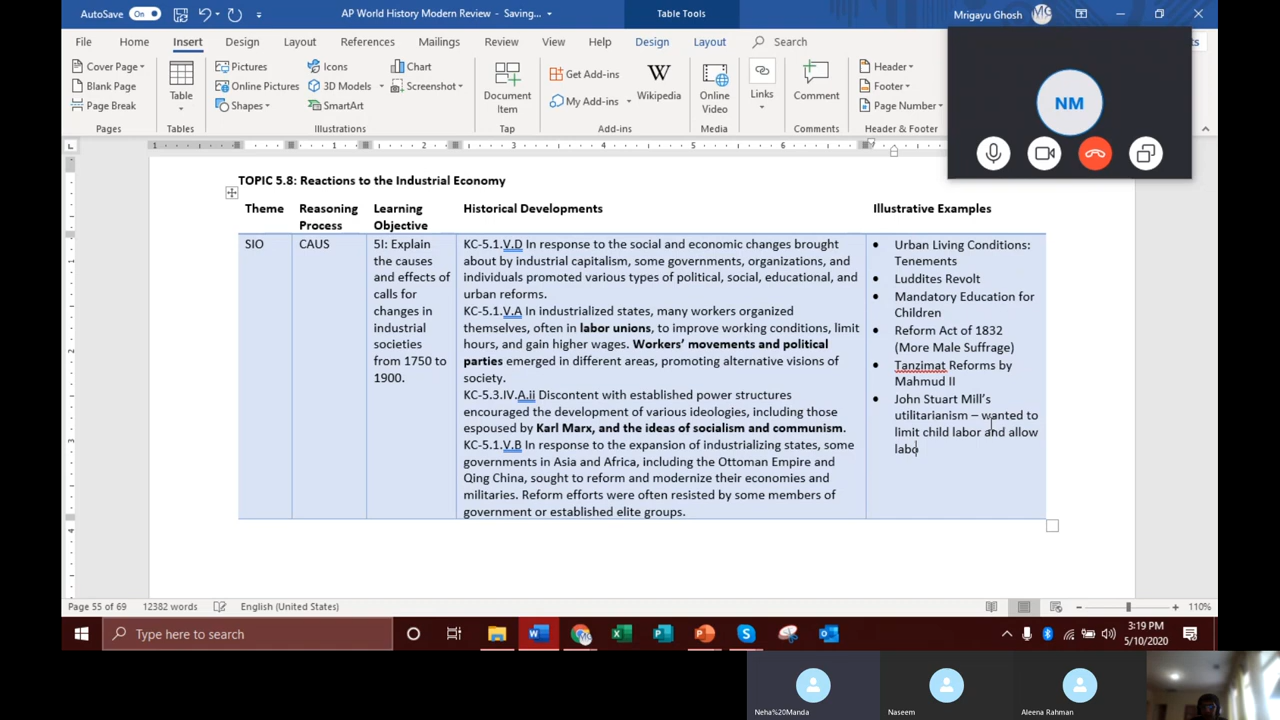 AutoSave On AP World History Modern Review - Saving... Table Tools Mrigayu Ghosh MG
File Home Insert Design Layout References Mailings Review View Help Design Layout Search
Cover Page Blank Page Page Break Pages
Table Tables
Pictures Online Pictures Shapes Icons 3D Models SmartArt Chart Screenshot Illustrations
Document Item Tap
Get Add-ins My Add-ins Wikipedia Add-ins
Online Video Media
Links
Comment Comments
Header Footer Page Number Header & Footer
NM
TOPIC 5.8: Reactions to the Industrial Economy
Theme
Reasoning
Process
Learning
Objective
Historical Developments
Illustrative Examples
SIO
CAUS
5I: Explain
the causes
and effects of
calls for
changes in
industrial
societies
from 1750 to
1900.
KC-5.1.V.D In response to the social and economic changes brought
about by industrial capitalism, some governments, organizations, and
individuals promoted various types of political, social, educational, and
urban reforms.
KC-5.1.V.A In industrialized states, many workers organized
themselves, often in labor unions, to improve working conditions, limit
hours, and gain higher wages. Workers' movements and political
parties emerged in different areas, promoting alternative visions of
society.
KC-5.3.IV.A.ii Discontent with established power structures
encouraged the development of various ideologies, including those
espoused by Karl Marx, and the ideas of socialism and communism.
KC-5.1.V.B In response to the expansion of industrializing states, some
governments in Asia and Africa, including the Ottoman Empire and
Qing China, sought to reform and modernize their economies and
militaries. Reform efforts were often resisted by some members of
government or established elite groups.
• Urban Living Conditions:
Tenements
• Luddites Revolt
• Mandatory Education for
Children
• Reform Act of 1832
(More Male Suffrage)
• Tanzimat Reforms by
Mahmud II
• John Stuart Mill's
utilitarianism – wanted to
limit child labor and allow
labo
Page 55 of 69 12382 words English (United States) 110%
Type here to search
3:19 PM
5/10/2020
Neha%20Manda
Naseem
Aleena Rahman